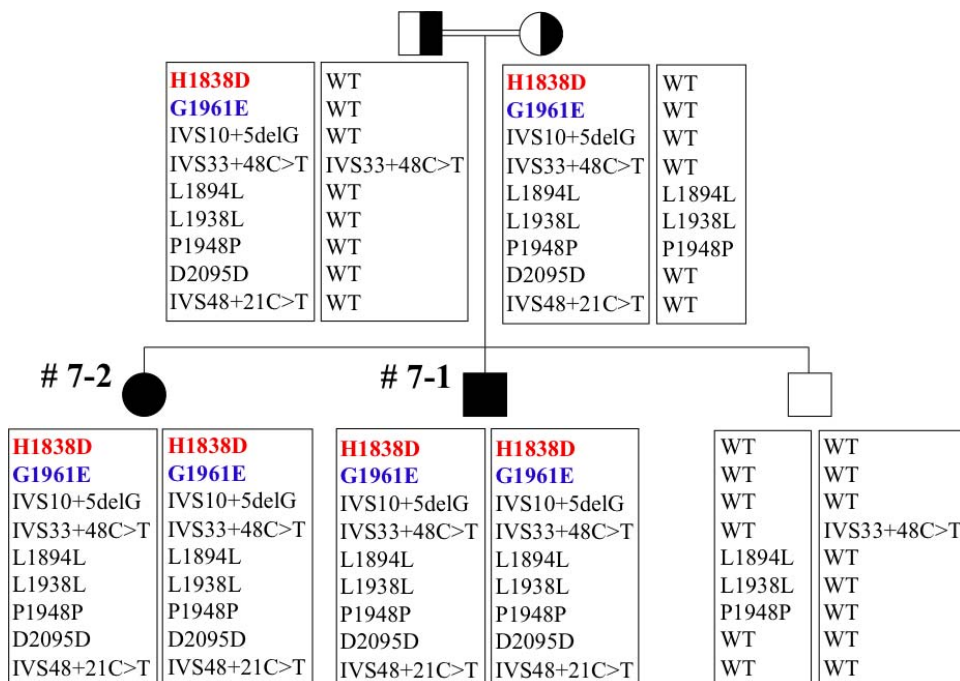 H1838D WT H1838D WT
G1961E WT G1961E WT
IVS10+5delG WT IVS10+5delG WT
IVS33+48C>T IVS33+48C>T IVS33+48C>T WT
L1894L WT L1894L L1894L
L1938L WT L1938L L1938L
P1948P WT P1948P P1948P
D2095D WT D2095D WT
IVS48+21C>T WT IVS48+21C>T WT
# 7-2 # 7-1
H1838D H1838D H1838D H1838D WT WT
G1961E G1961E G1961E G1961E WT WT
IVS10+5delG IVS10+5delG IVS10+5delG IVS10+5delG WT WT
IVS33+48C>T IVS33+48C>T IVS33+48C>T IVS33+48C>T WT IVS33+48C>T
L1894L L1894L L1894L L1894L L1894L WT
L1938L L1938L L1938L L1938L L1938L WT
P1948P P1948P P1948P P1948P P1948P WT
D2095D D2095D D2095D D2095D WT WT
IVS48+21C>T IVS48+21C>T IVS48+21C>T IVS48+21C>T WT WT